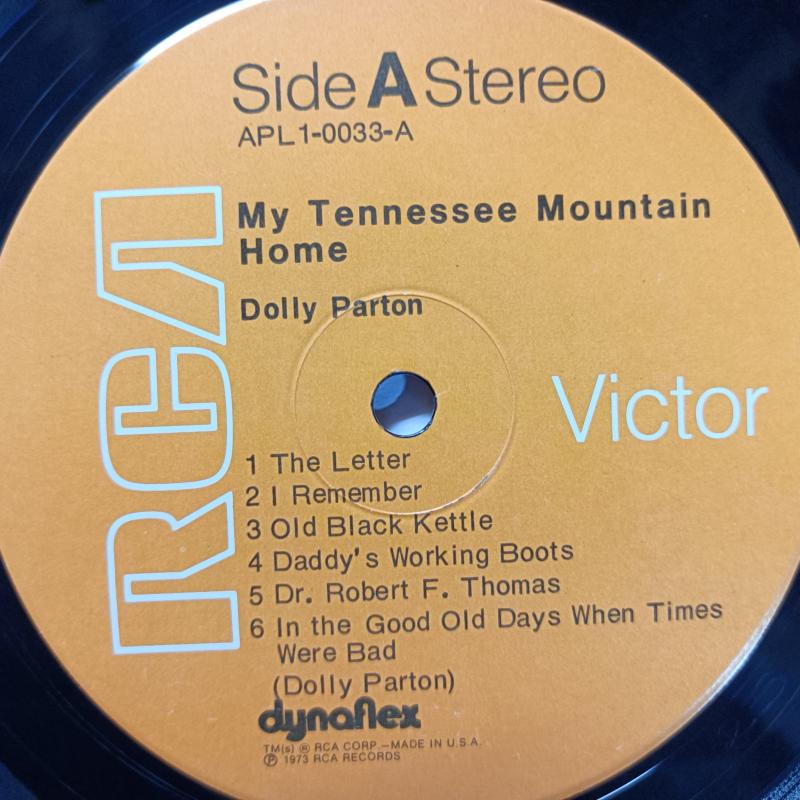 Side A Stereo
APL1-0033-A
My Tennessee Mountain
Home
Dolly Parton
RCA
Victor
1 The Letter
2 I Remember
3 Old Black Kettle
4 Daddy's Working Boots
5 Dr. Robert F. Thomas
6 In the Good Old Days When Times
Were Bad
(Dolly Parton)
dynaflex
TM(s) ® RCA CORP.—MADE IN U.S.A.
℗ 1973 RCA RECORDS